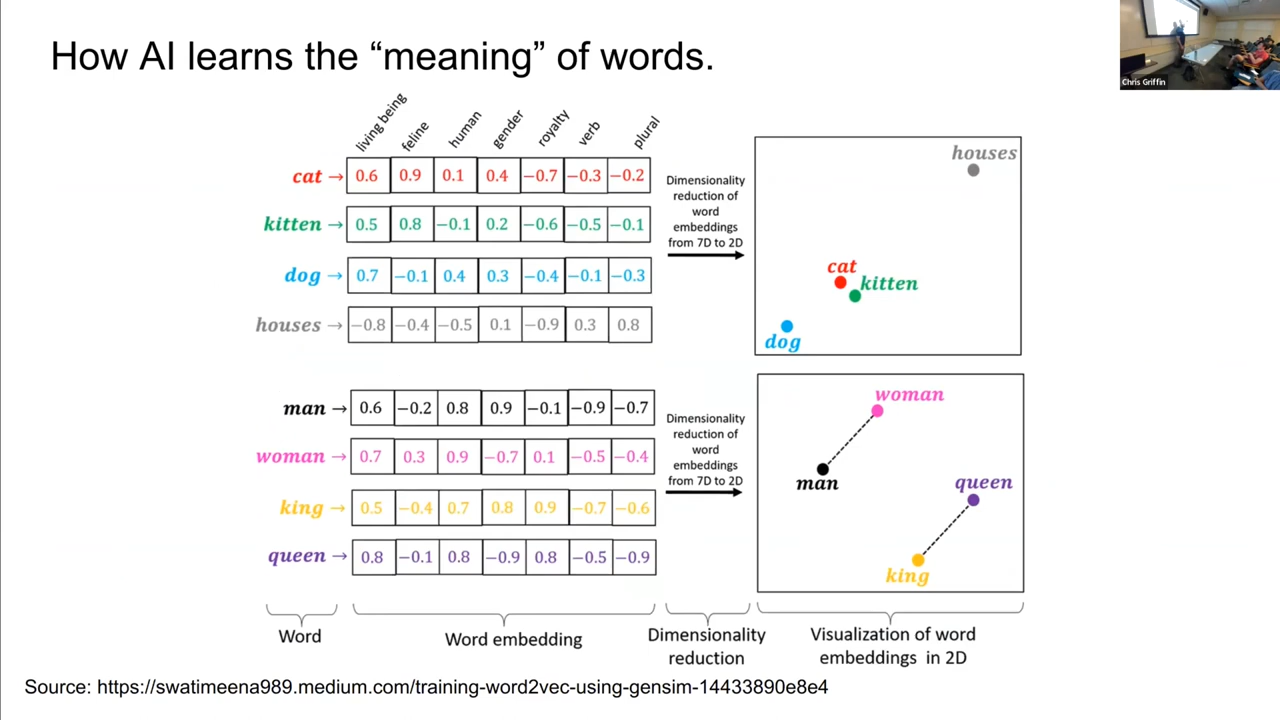 How AI learns the “meaning” of words.
Chris Griffin
living being feline human gender royalty verb plural
cat → 0.6 0.9 0.1 0.4 −0.7 −0.3 −0.2
kitten → 0.5 0.8 −0.1 0.2 −0.6 −0.5 −0.1
dog → 0.7 −0.1 0.4 0.3 −0.4 −0.1 −0.3
houses → −0.8 −0.4 −0.5 0.1 −0.9 0.3 0.8
Dimensionality
reduction of
word
embeddings
from 7D to 2D
houses
cat
kitten
dog
man → 0.6 −0.2 0.8 0.9 −0.1 −0.9 −0.7
woman → 0.7 0.3 0.9 −0.7 0.1 −0.5 −0.4
king → 0.5 −0.4 0.7 0.8 0.9 −0.7 −0.6
queen → 0.8 −0.1 0.8 −0.9 0.8 −0.5 −0.9
Dimensionality
reduction of
word
embeddings
from 7D to 2D
woman
man
queen
king
Word
Word embedding
Dimensionality
reduction
Visualization of word
embeddings in 2D
Source: https://swatimeena989.medium.com/training-word2vec-using-gensim-14433890e8e4